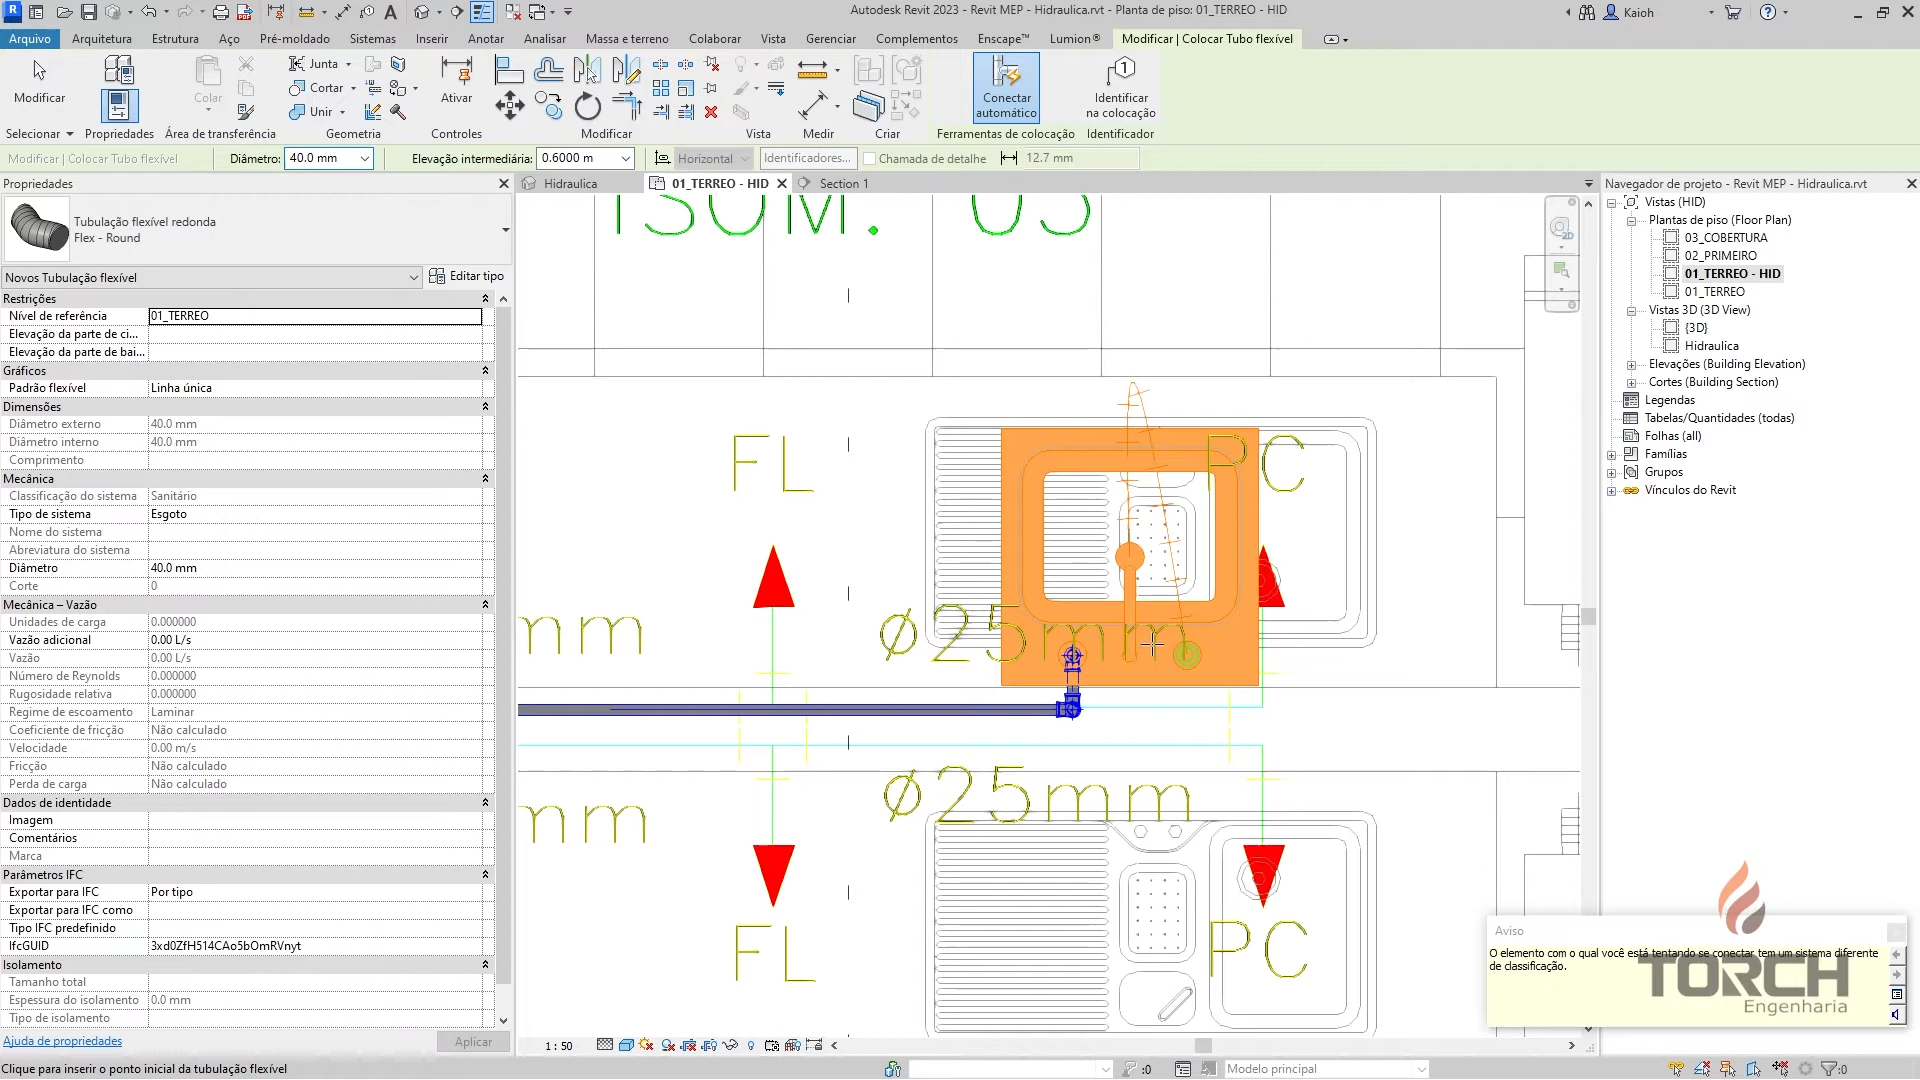 Autodesk Revit 2023 - Revit MEP - Hidraulica.rvt - Planta de piso: 01_TERREO - HID
Kaioh
Arquivo
Arquitetura
Estrutura
Aço
Pré-moldado
Sistemas
Inserir
Anotar
Analisar
Massa e terreno
Colaborar
Vista
Gerenciar
Complementos
Enscape™
Lumion®
Modificar | Colocar Tubo flexível
Modificar
Colar
Junta
Cortar
Unir
Ativar
Conectar
automático
Identificar
na colocação
Selecionar
Propriedades
Área de transferência
Geometria
Controles
Modificar
Vista
Medir
Criar
Ferramentas de colocação
Identificador
Modificar | Colocar Tubo flexível
Diâmetro:
40.0 mm
Elevação intermediária:
0.6000 m
Horizontal
Identificadores...
Chamada de detalhe
12.7 mm
Propriedades
Tubulação flexível redonda
Flex - Round
Novos Tubulação flexível
Editar tipo
Restrições
Nível de referência 01_TERREO
Elevação da parte de ci...
Elevação da parte de bai...
Gráficos
Padrão flexível Linha única
Dimensões
Diâmetro externo 40.0 mm
Diâmetro interno 40.0 mm
Comprimento
Mecânica
Classificação do sistema Sanitário
Tipo de sistema Esgoto
Nome do sistema
Abreviatura do sistema
Diâmetro 40.0 mm
Corte 0
Mecânica – Vazão
Unidades de carga 0.000000
Vazão adicional 0.00 L/s
Vazão 0.00 L/s
Número de Reynolds 0.000000
Rugosidade relativa 0.000000
Regime de escoamento Laminar
Coeficiente de fricção Não calculado
Velocidade 0.00 m/s
Fricção Não calculado
Perda de carga Não calculado
Dados de identidade
Imagem
Comentários
Marca
Parâmetros IFC
Exportar para IFC Por tipo
Exportar para IFC como
Tipo IFC predefinido
IfcGUID 3xd0ZfH514CAo5bOmRVnyt
Isolamento
Tamanho total
Espessura do isolamento 0.0 mm
Tipo de isolamento
Ajuda de propriedades
Aplicar
Hidraulica
01_TERREO - HID
Section 1
ISOM. 03
FL
PC
mm
ø25mm
ø25mm
mm
FL
PC
2D
1 : 50
Navegador de projeto - Revit MEP - Hidraulica.rvt
Vistas (HID)
Plantas de piso (Floor Plan)
03_COBERTURA
02_PRIMEIRO
01_TERREO - HID
01_TERREO
Vistas 3D (3D View)
{3D}
Hidraulica
Elevações (Building Elevation)
Cortes (Building Section)
Legendas
Tabelas/Quantidades (todas)
Folhas (all)
Famílias
Grupos
Vínculos do Revit
Aviso
O elemento com o qual você está tentando se conectar tem um sistema diferente
de classificação.
TORCH
Engenharia
Clique para inserir o ponto inicial da tubulação flexível
:0
Modelo principal
:0